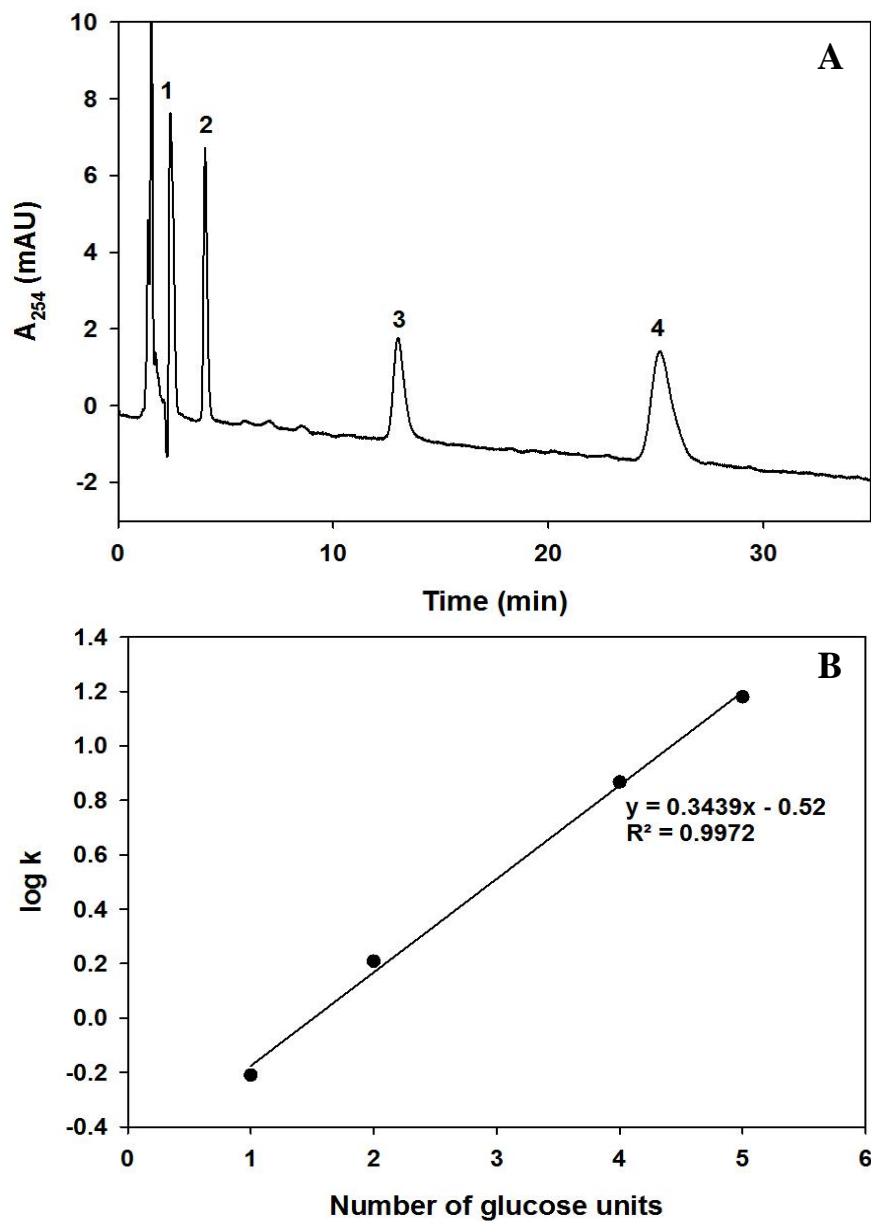 A
10
8
6
4
2
0
-2
A254 (mAU)
1
2
3
4
0 10 20 30
Time (min)
B
1.4
1.2
1.0
0.8
0.6
0.4
0.2
0.0
-0.2
-0.4
log k
y = 0.3439x - 0.52
R² = 0.9972
0 1 2 3 4 5 6
Number of glucose units